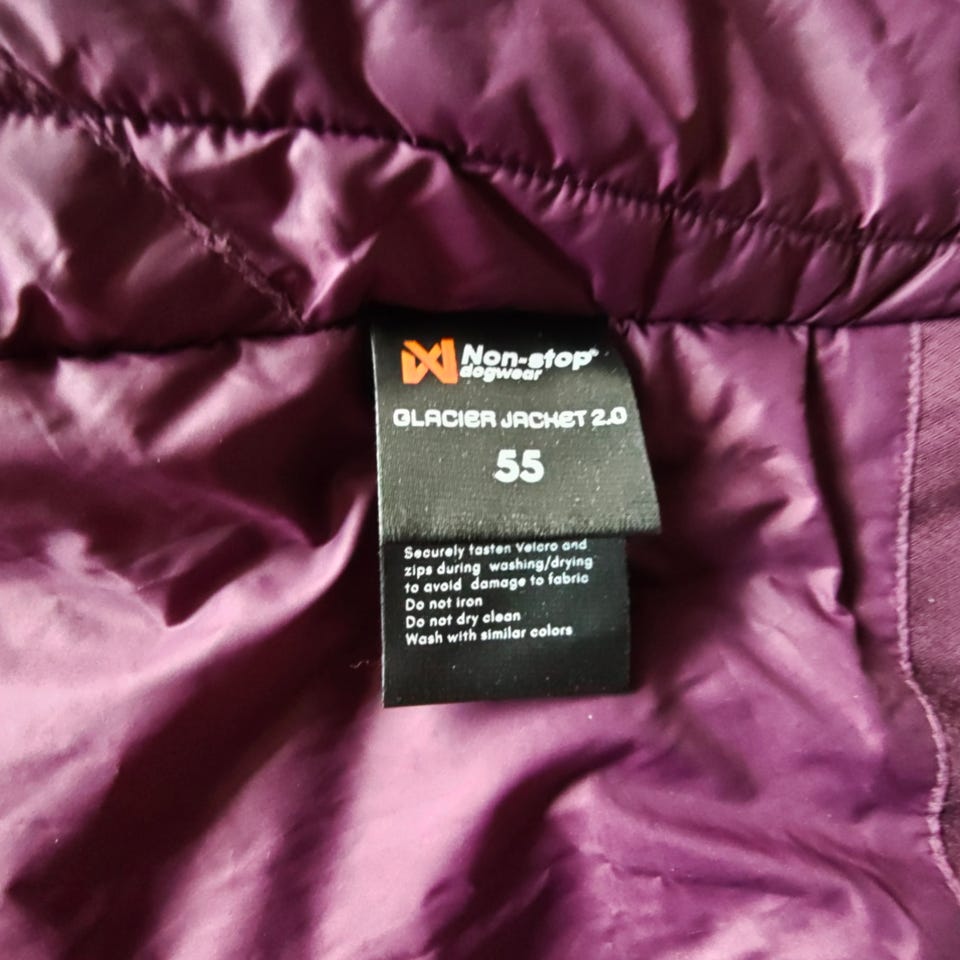 Non-stop®
dogwear
GLACIER JACKET 2.0
55
Securely fasten Velcro and
zips during washing/drying
to avoid damage to fabric
Do not iron
Do not dry clean
Wash with similar colors